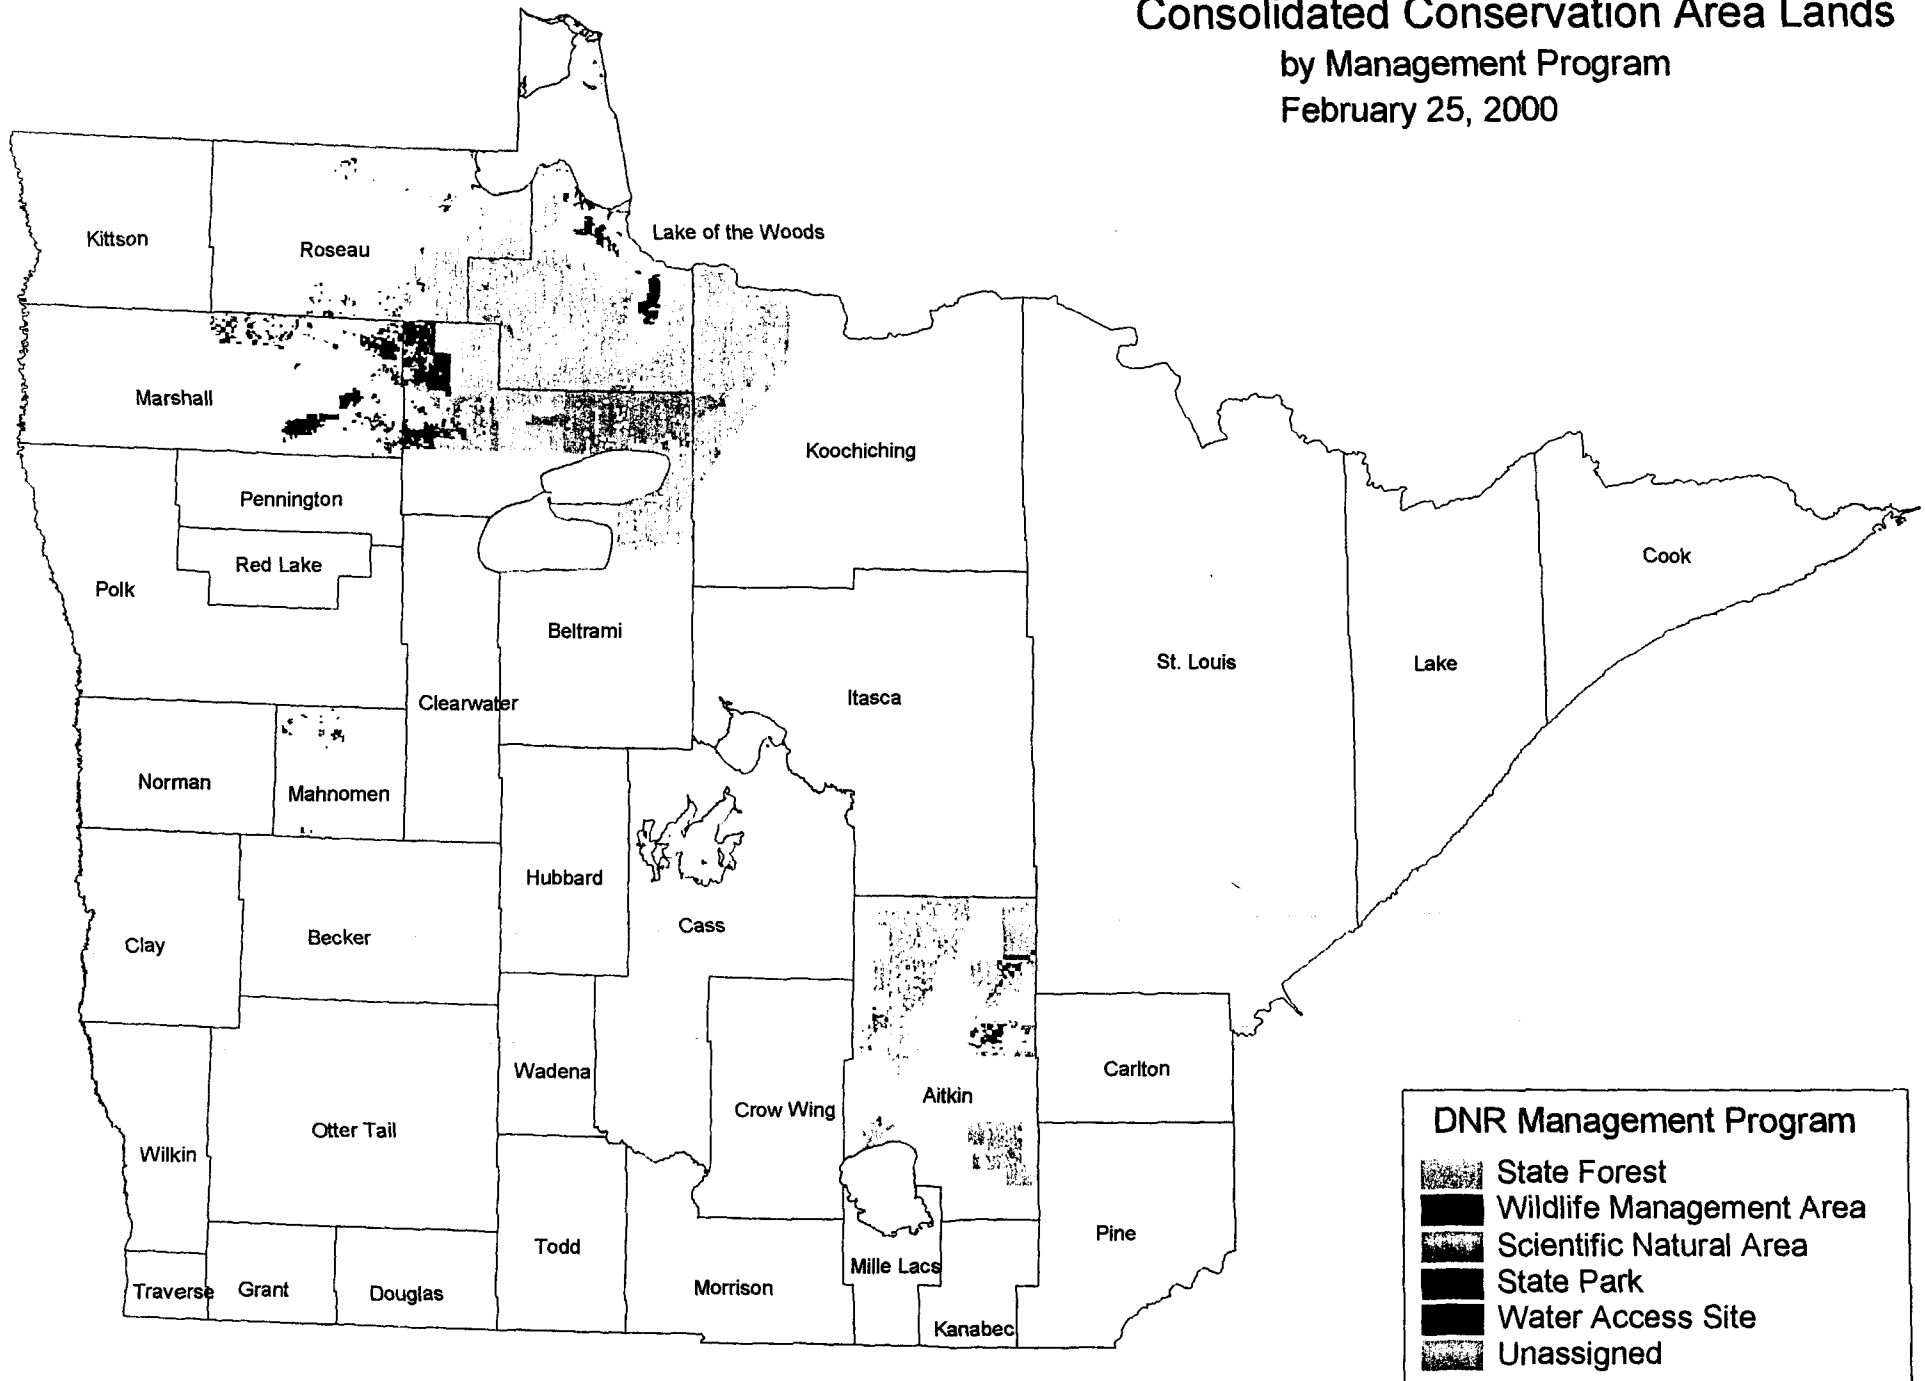 Consolidated Conservation Area Lands
by Management Program
February 25, 2000
Kittson
Roseau
Lake of the Woods
Marshall
Koochiching
Pennington
Red Lake
Polk
Beltrami
Cook
St. Louis
Lake
Clearwater
Itasca
Norman
Mahnomen
Hubbard
Cass
Clay
Becker
Wadena
Carlton
Aitkin
Crow Wing
Otter Tail
Wilkin
Pine
Todd
Mille Lacs
Morrison
Traverse
Grant
Douglas
Kanabec
DNR Management Program
State Forest
Wildlife Management Area
Scientific Natural Area
State Park
Water Access Site
Unassigned